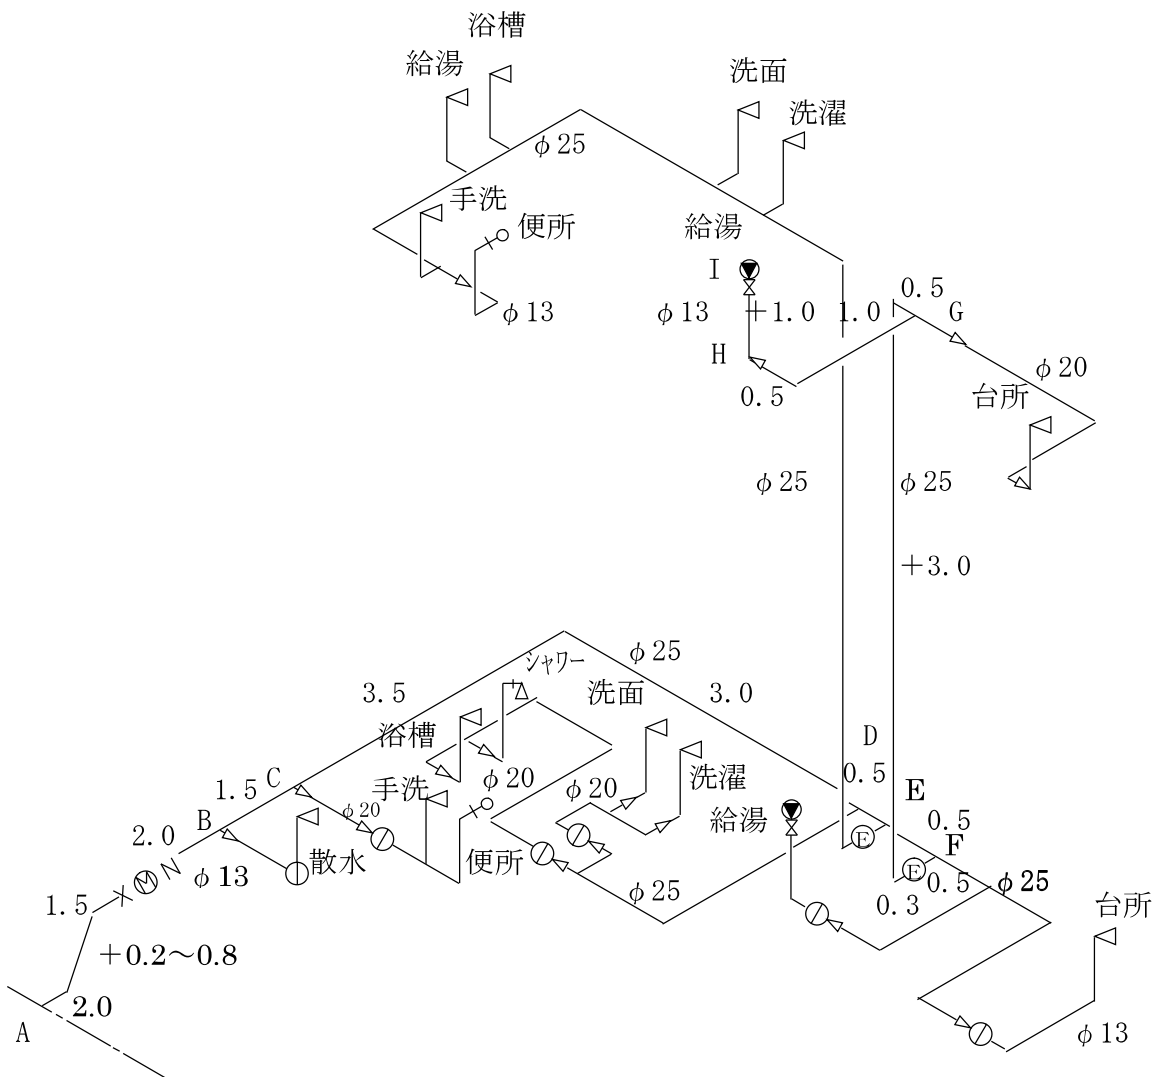 浴槽
給湯
洗面
洗濯
φ25
手洗
便所
給湯
I
φ13
φ13
+1.0
1.0
0.5
G
H
0.5
φ20
台所
φ25
φ25
+3.0
シャワー
φ25
洗面
3.5
3.0
浴槽
D
0.5
洗濯
C
1.5
手洗
φ20
φ20
φ20
E
B
2.0
給湯
0.5
F
M
N
散水
φ13
便所
E
E
0.5
φ25
φ25
0.3
1.5
台所
+0.2~0.8
2.0
A
φ13